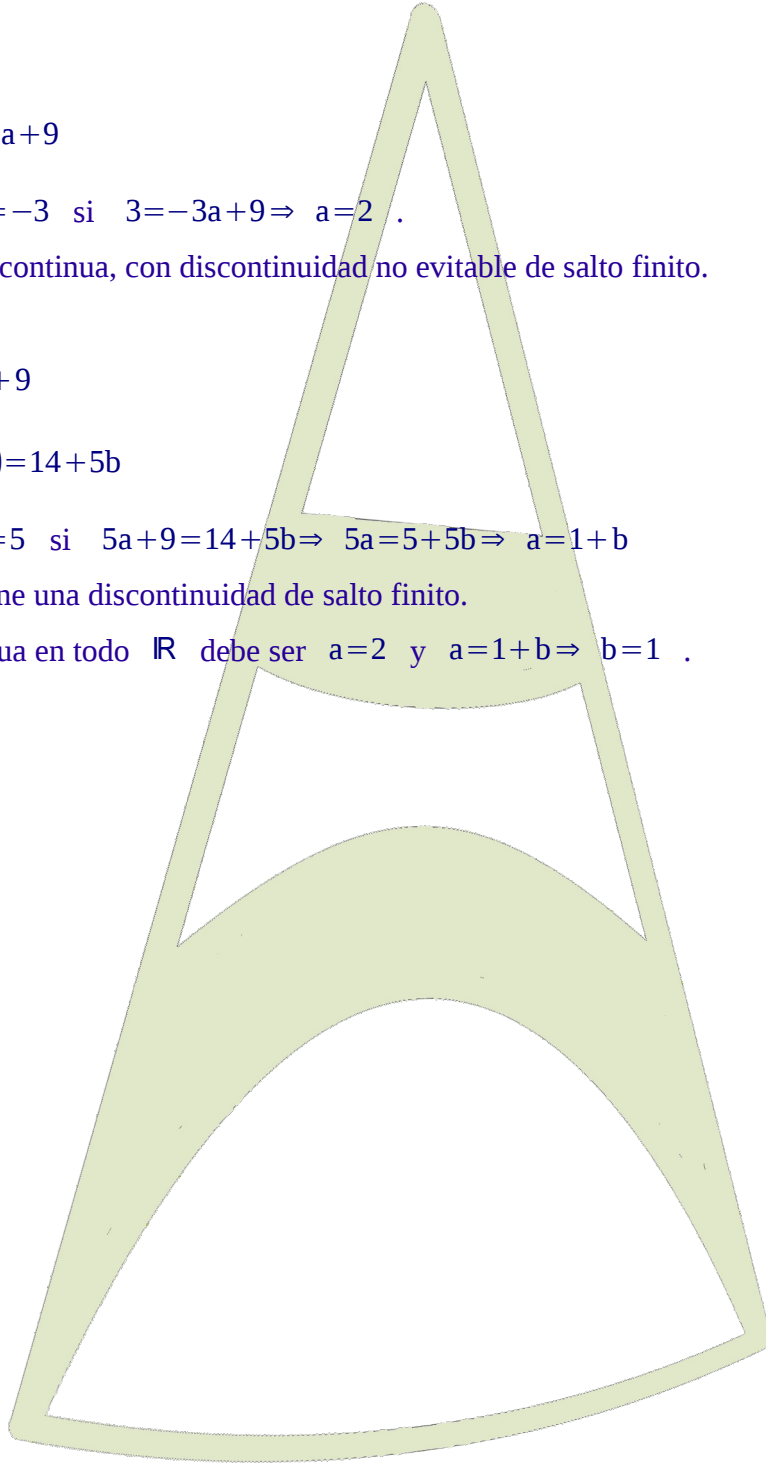 a+9
=−3 si 3=−3a+9⇒ a=2 .
continua, con discontinuidad no evitable de salto finito.
+9
)=14+5b
=5 si 5a+9=14+5b⇒ 5a=5+5b⇒ a=1+b
ne una discontinuidad de salto finito.
ua en todo ℝ debe ser a=2 y a=1+b⇒ b=1 .